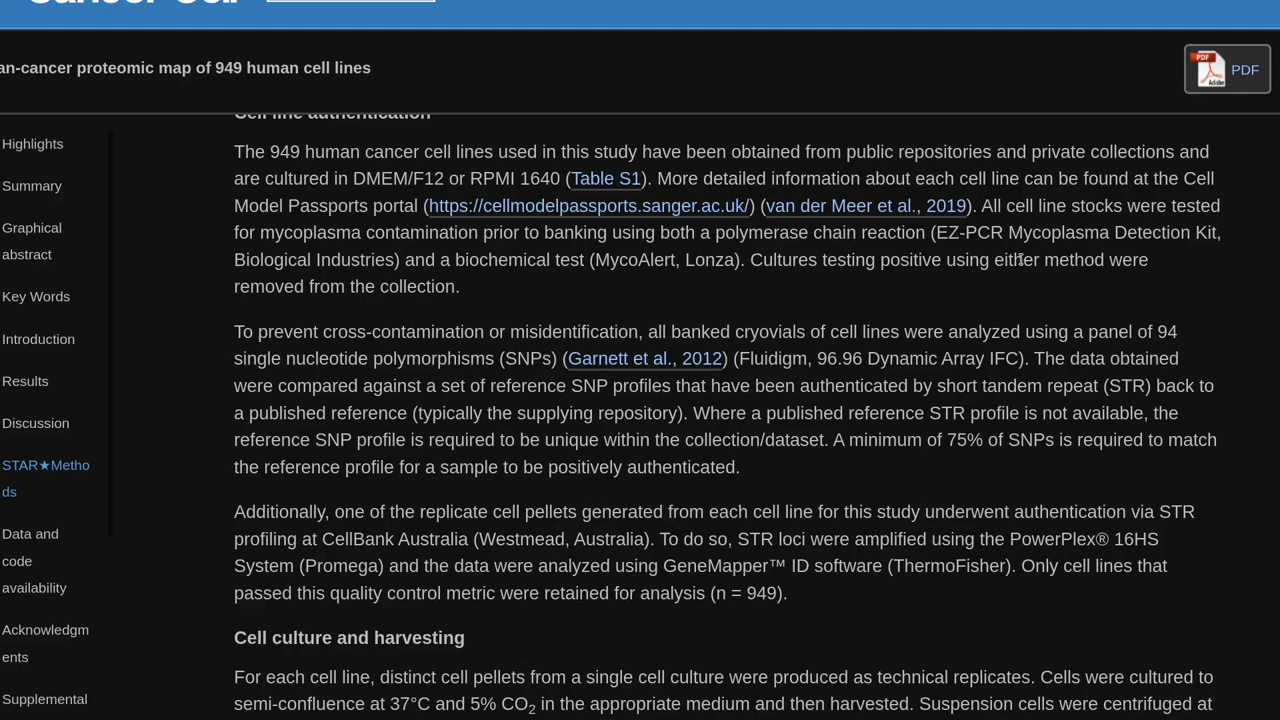 Cancer Cell
an-cancer proteomic map of 949 human cell lines
PDF
PDF
Adobe
Highlights
Summary
Graphical
abstract
Key Words
Introduction
Results
Discussion
STAR★Metho
ds
Data and
code
availability
Acknowledgm
ents
Supplemental
Cell line authentication
The 949 human cancer cell lines used in this study have been obtained from public repositories and private collections and
are cultured in DMEM/F12 or RPMI 1640 (Table S1). More detailed information about each cell line can be found at the Cell
Model Passports portal (https://cellmodelpassports.sanger.ac.uk/) (van der Meer et al., 2019). All cell line stocks were tested
for mycoplasma contamination prior to banking using both a polymerase chain reaction (EZ-PCR Mycoplasma Detection Kit,
Biological Industries) and a biochemical test (MycoAlert, Lonza). Cultures testing positive using either method were
removed from the collection.
To prevent cross-contamination or misidentification, all banked cryovials of cell lines were analyzed using a panel of 94
single nucleotide polymorphisms (SNPs) (Garnett et al., 2012) (Fluidigm, 96.96 Dynamic Array IFC). The data obtained
were compared against a set of reference SNP profiles that have been authenticated by short tandem repeat (STR) back to
a published reference (typically the supplying repository). Where a published reference STR profile is not available, the
reference SNP profile is required to be unique within the collection/dataset. A minimum of 75% of SNPs is required to match
the reference profile for a sample to be positively authenticated.
Additionally, one of the replicate cell pellets generated from each cell line for this study underwent authentication via STR
profiling at CellBank Australia (Westmead, Australia). To do so, STR loci were amplified using the PowerPlex® 16HS
System (Promega) and the data were analyzed using GeneMapper™ ID software (ThermoFisher). Only cell lines that
passed this quality control metric were retained for analysis (n = 949).
Cell culture and harvesting
For each cell line, distinct cell pellets from a single cell culture were produced as technical replicates. Cells were cultured to
semi-confluence at 37°C and 5% CO₂ in the appropriate medium and then harvested. Suspension cells were centrifuged at